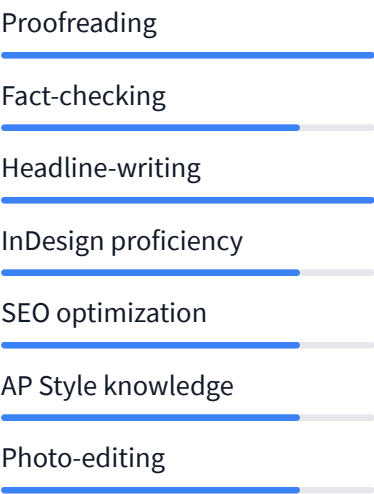 Proofreading
Fact-checking
Headline-writing
InDesign proficiency
SEO optimization
AP Style knowledge
Photo-editing